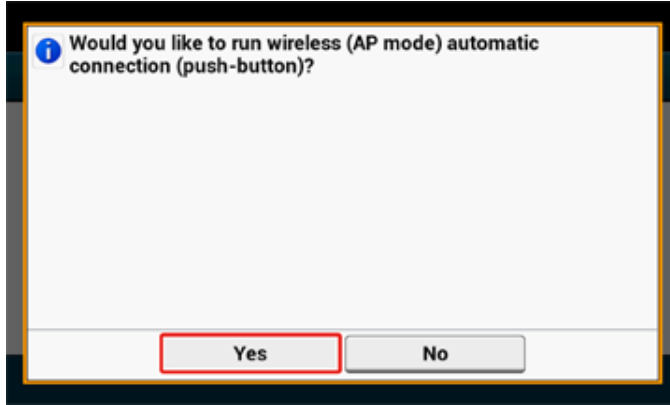 Would you like to run wireless (AP mode) automatic
connection (push-button)?
Yes
No